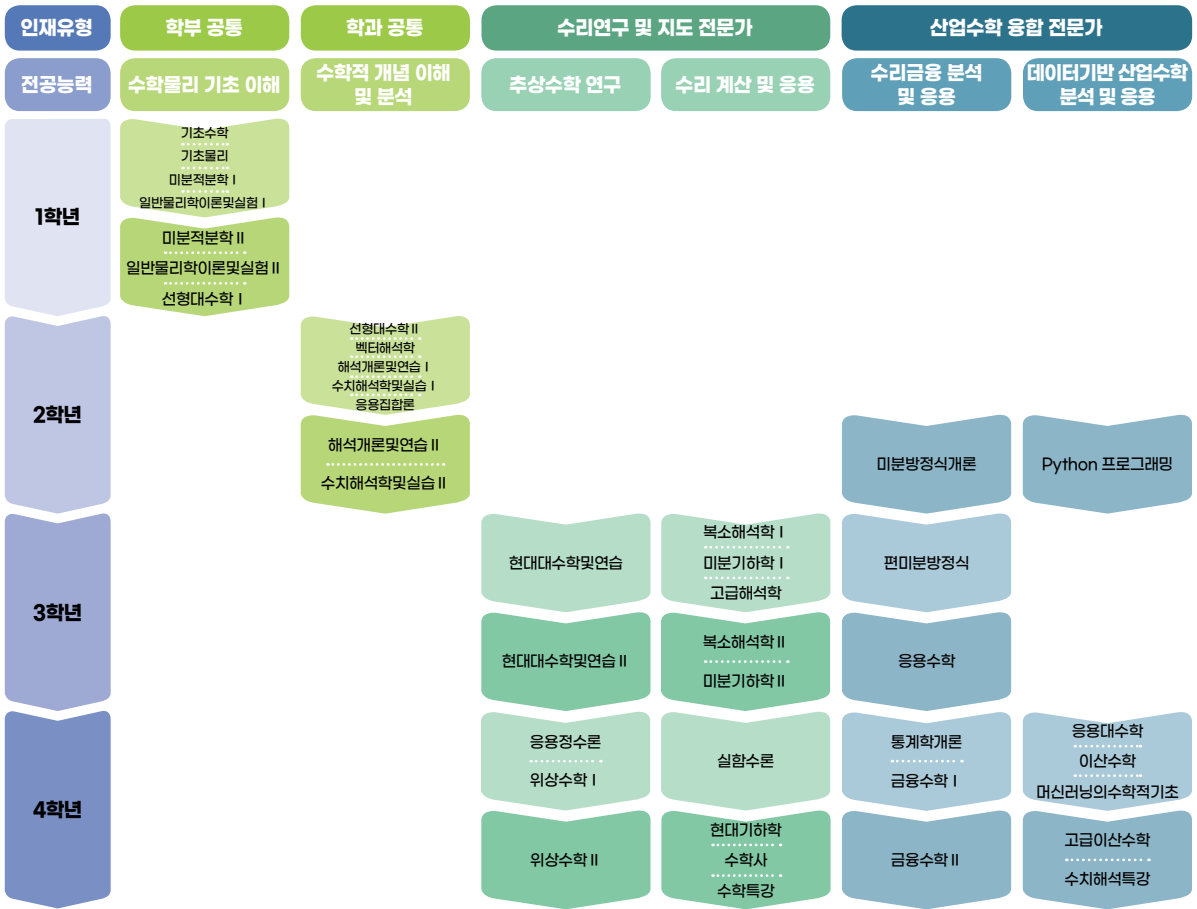 인재유형
학부 공통
학과 공통
수리연구 및 지도 전문가
산업수학 융합 전문가
전공능력
수학물리 기초 이해
수학적 개념 이해
및 분석
추상수학 연구
수리 계산 및 응용
수리금융 분석
및 응용
데이터기반 산업수학
분석 및 응용
1학년
기초수학
기초물리
미분적분학 I
일반물리학이론및실험 I
미분적분학 II
일반물리학이론및실험 II
선형대수학 I
2학년
선형대수학 II
벡터해석학
해석개론및연습 I
수치해석학및실습 I
응용집합론
해석개론및연습 II
수치해석학및실습 II
미분방정식개론
Python 프로그래밍
3학년
현대대수학및연습
복소해석학 I
미분기하학 I
고급해석학
편미분방정식
현대대수학및연습 II
복소해석학 II
미분기하학 II
응용수학
4학년
응용정수론
위상수학 I
실함수론
통계학개론
금융수학 I
응용대수학
이산수학
머신러닝의수학적기초
위상수학 II
현대기하학
수학사
수학특강
금융수학 II
고급이산수학
수치해석특강